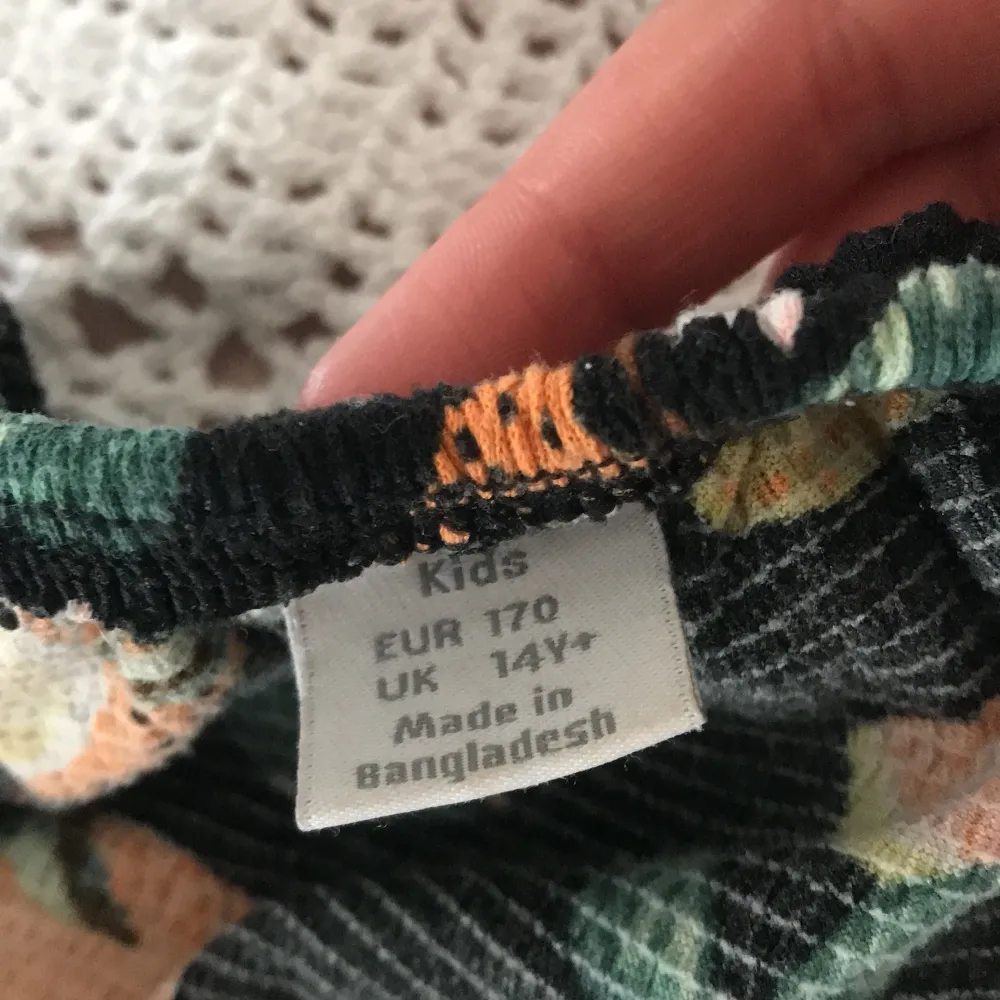 Kids
EUR 170
UK 14Y+
Made in
Bangladesh